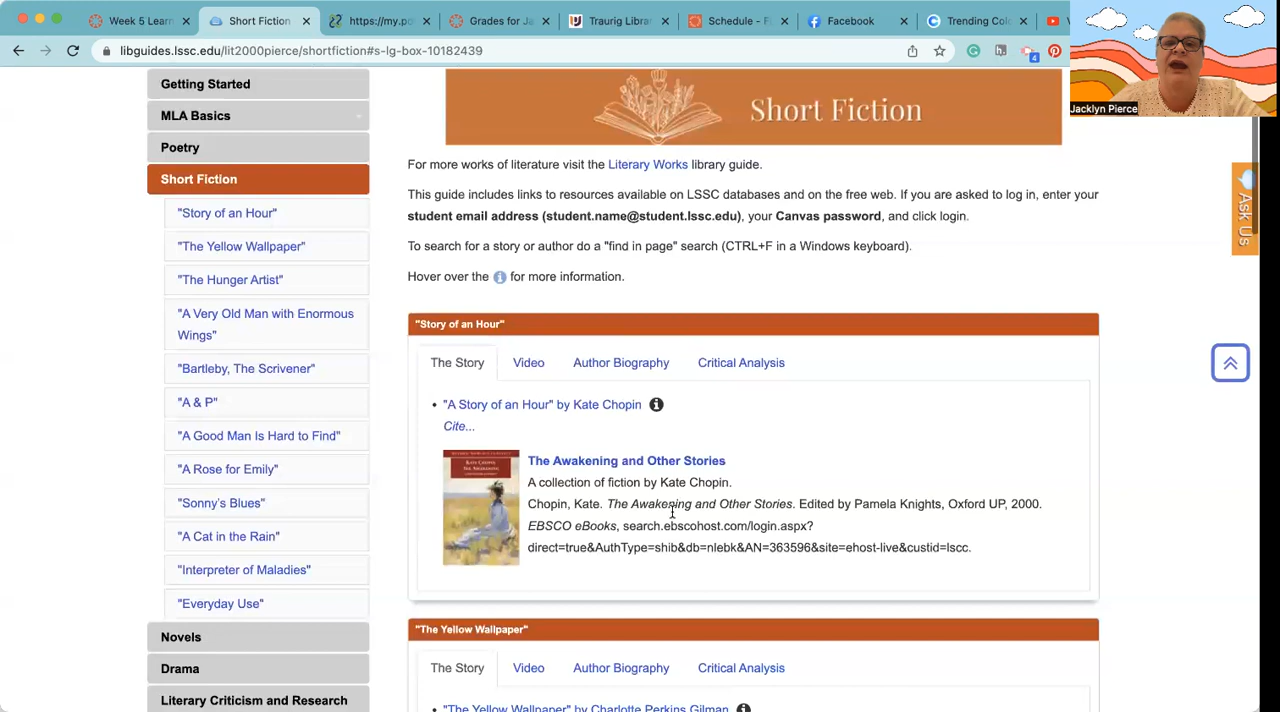 Week 5 Learn
Short Fiction
https://my.po
Grades for Ja
Traurig Libra
Schedule - F
Facebook
Trending Colo
libguides.lssc.edu/lit2000pierce/shortfiction#s-lg-box-10182439
4
Jacklyn Pierce
Getting Started
MLA Basics
Poetry
Short Fiction
"Story of an Hour"
"The Yellow Wallpaper"
"The Hunger Artist"
"A Very Old Man with Enormous
Wings"
"Bartleby, The Scrivener"
"A & P"
"A Good Man Is Hard to Find"
"A Rose for Emily"
"Sonny's Blues"
"A Cat in the Rain"
"Interpreter of Maladies"
"Everyday Use"
Novels
Drama
Literary Criticism and Research
Short Fiction
For more works of literature visit the Literary Works library guide.
This guide includes links to resources available on LSSC databases and on the free web. If you are asked to log in, enter your
student email address (student.name@student.lssc.edu), your Canvas password, and click login.
To search for a story or author do a "find in page" search (CTRL+F in a Windows keyboard).
Hover over the i for more information.
"Story of an Hour"
The Story Video Author Biography Critical Analysis
• "A Story of an Hour" by Kate Chopin
Cite...
The Awakening and Other Stories
A collection of fiction by Kate Chopin.
Chopin, Kate. The Awakening and Other Stories. Edited by Pamela Knights, Oxford UP, 2000.
EBSCO eBooks, search.ebscohost.com/login.aspx?
direct=true&AuthType=shib&db=nlebk&AN=363596&site=ehost-live&custid=lscc.
"The Yellow Wallpaper"
The Story Video Author Biography Critical Analysis
• "The Yellow Wallpaper" by Charlotte Perkins Gilman
Ask Us